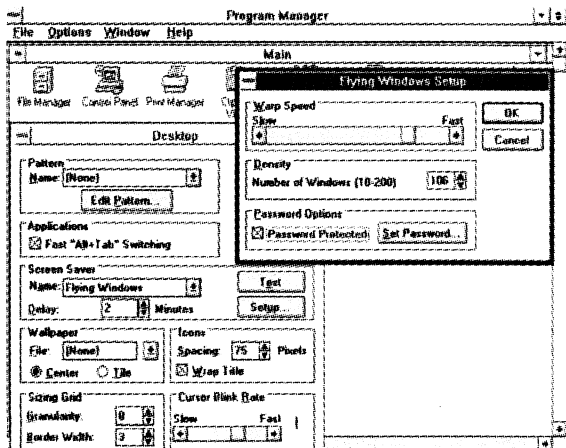 Program Manager
File Options Window Help
Main
File Manager Control Panel Print Manager
Flying Windows Setup
Warp Speed
Slow Fast
OK
Cancel
Density
Number of Windows (10-200) 106
Password Options
Password Protected Set Password...
Desktop
Pattern
Name: (None)
Edit Pattern...
Applications
Fast "Alt+Tab" Switching
Screen Saver
Name: Flying Windows
Test
Delay: 2 Minutes
Setup...
Wallpaper
File: (None)
Center Tile
Icons
Spacing: 75 Pixels
Wrap Title
Sizing Grid
Granularity: 0
Border Width: 3
Cursor Blink Rate
Slow Fast